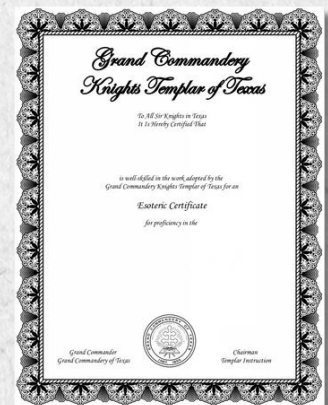 Grand Commandery
Knights Templar of Texas
To All Sir Knights in Texas
It Is Hereby Certified That
is well-skilled in the work adopted by the
Grand Commandery Knights Templar of Texas for an
Esoteric Certificate
for proficiency in the
Grand Commander
Grand Commandery of Texas
Chairman
Templar Instruction